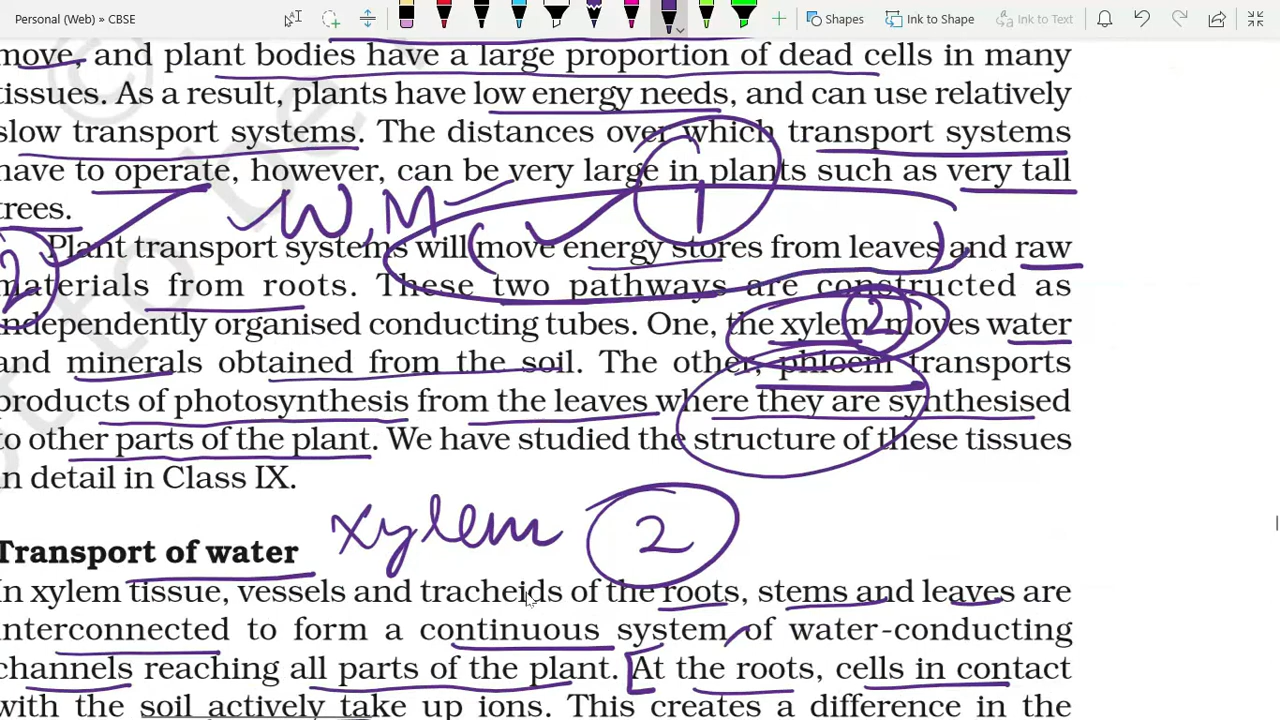 Personal (Web) » CBSE
Shapes
Ink to Shape
Ink to Text
move, and plant bodies have a large proportion of dead cells in many
tissues. As a result, plants have low energy needs, and can use relatively
slow transport systems. The distances over which transport systems
have to operate, however, can be very large in plants such as very tall
trees.
W, M
1
Plant transport systems will move energy stores from leaves and raw
2
materials from roots. These two pathways are constructed as
independently organised conducting tubes. One, the xylem moves water
2
and minerals obtained from the soil. The other, phloem transports
products of photosynthesis from the leaves where they are synthesised
to other parts of the plant. We have studied the structure of these tissues
in detail in Class IX.
xylem 2
Transport of water
In xylem tissue, vessels and tracheids of the roots, stems and leaves are
interconnected to form a continuous system of water-conducting
channels reaching all parts of the plant. [At the roots, cells in contact
with the soil actively take up ions. This creates a difference in the